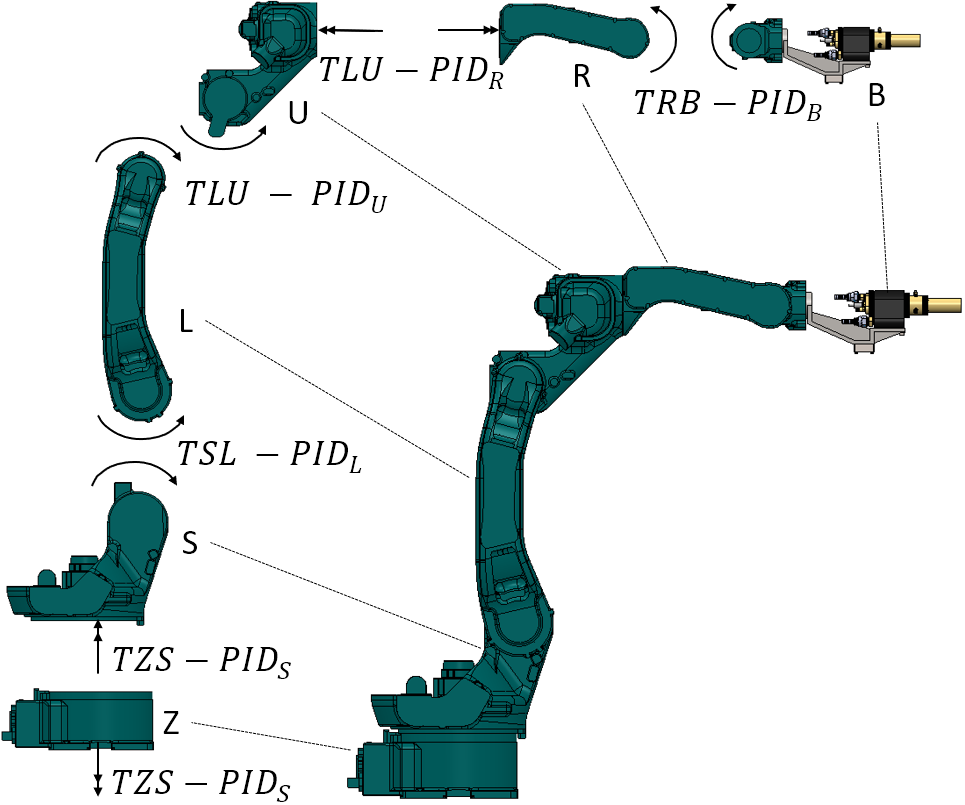 TLU − PID_R
R
TRB − PID_B
B
U
TLU − PID_U
L
TSL − PID_L
S
TZS − PID_S
Z
TZS − PID_S